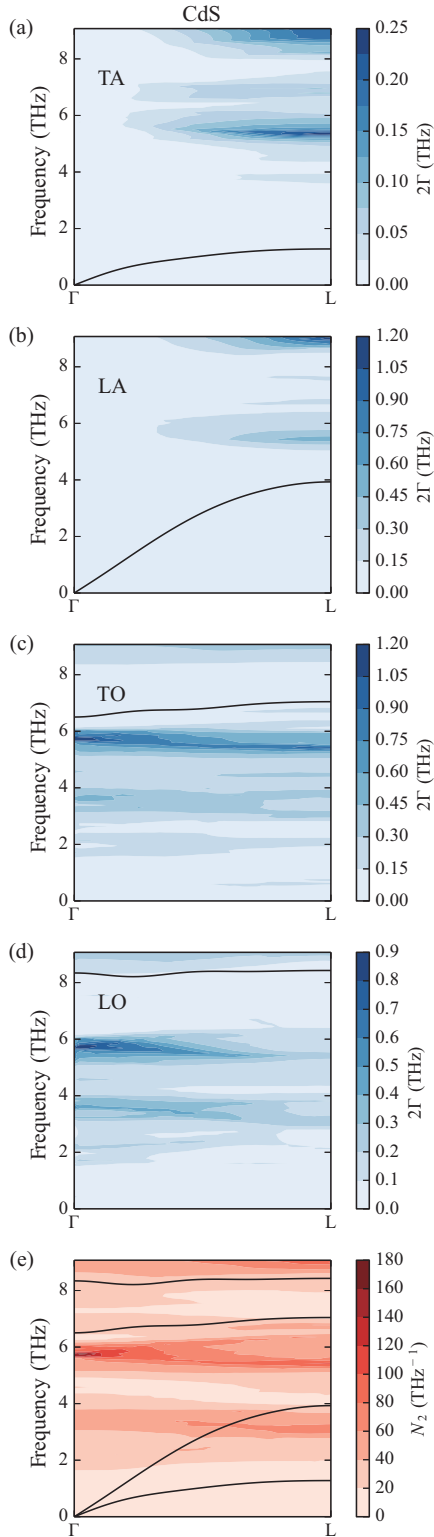 CdS
(a)
TA
Frequency (THz)
8
6
4
2
0
Γ
L
0.25
0.20
0.15
0.10
0.05
0.00
2Γ (THz)
(b)
LA
Frequency (THz)
8
6
4
2
0
Γ
L
1.20
1.05
0.90
0.75
0.60
0.45
0.30
0.15
0.00
2Γ (THz)
(c)
TO
Frequency (THz)
8
6
4
2
0
Γ
L
1.20
1.05
0.90
0.75
0.60
0.45
0.30
0.15
0.00
2Γ (THz)
(d)
LO
Frequency (THz)
8
6
4
2
0
Γ
L
0.9
0.8
0.7
0.6
0.5
0.4
0.3
0.2
0.1
0.0
2Γ (THz)
(e)
Frequency (THz)
8
6
4
2
0
Γ
L
180
160
140
120
100
80
60
40
20
0
N₂ (THz⁻¹)